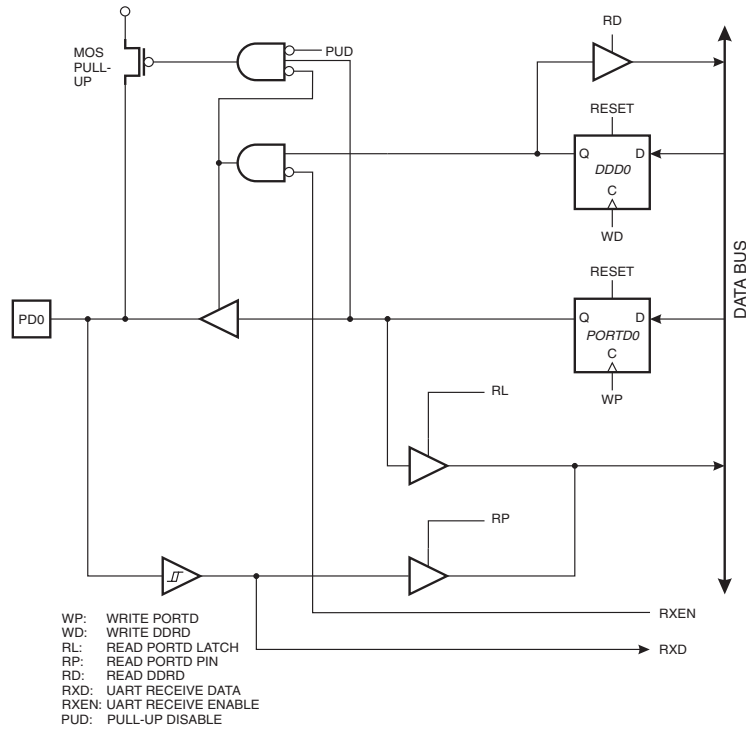 RD
MOS
PULL-
UP
PUD
RESET
Q D
DDD0
C
WD
DATA BUS
RESET
PD0
Q D
PORTD0
C
WP
RL
RP
RXEN
RXD
WP: WRITE PORTD
WD: WRITE DDRD
RL: READ PORTD LATCH
RP: READ PORTD PIN
RD: READ DDRD
RXD: UART RECEIVE DATA
RXEN: UART RECEIVE ENABLE
PUD: PULL-UP DISABLE